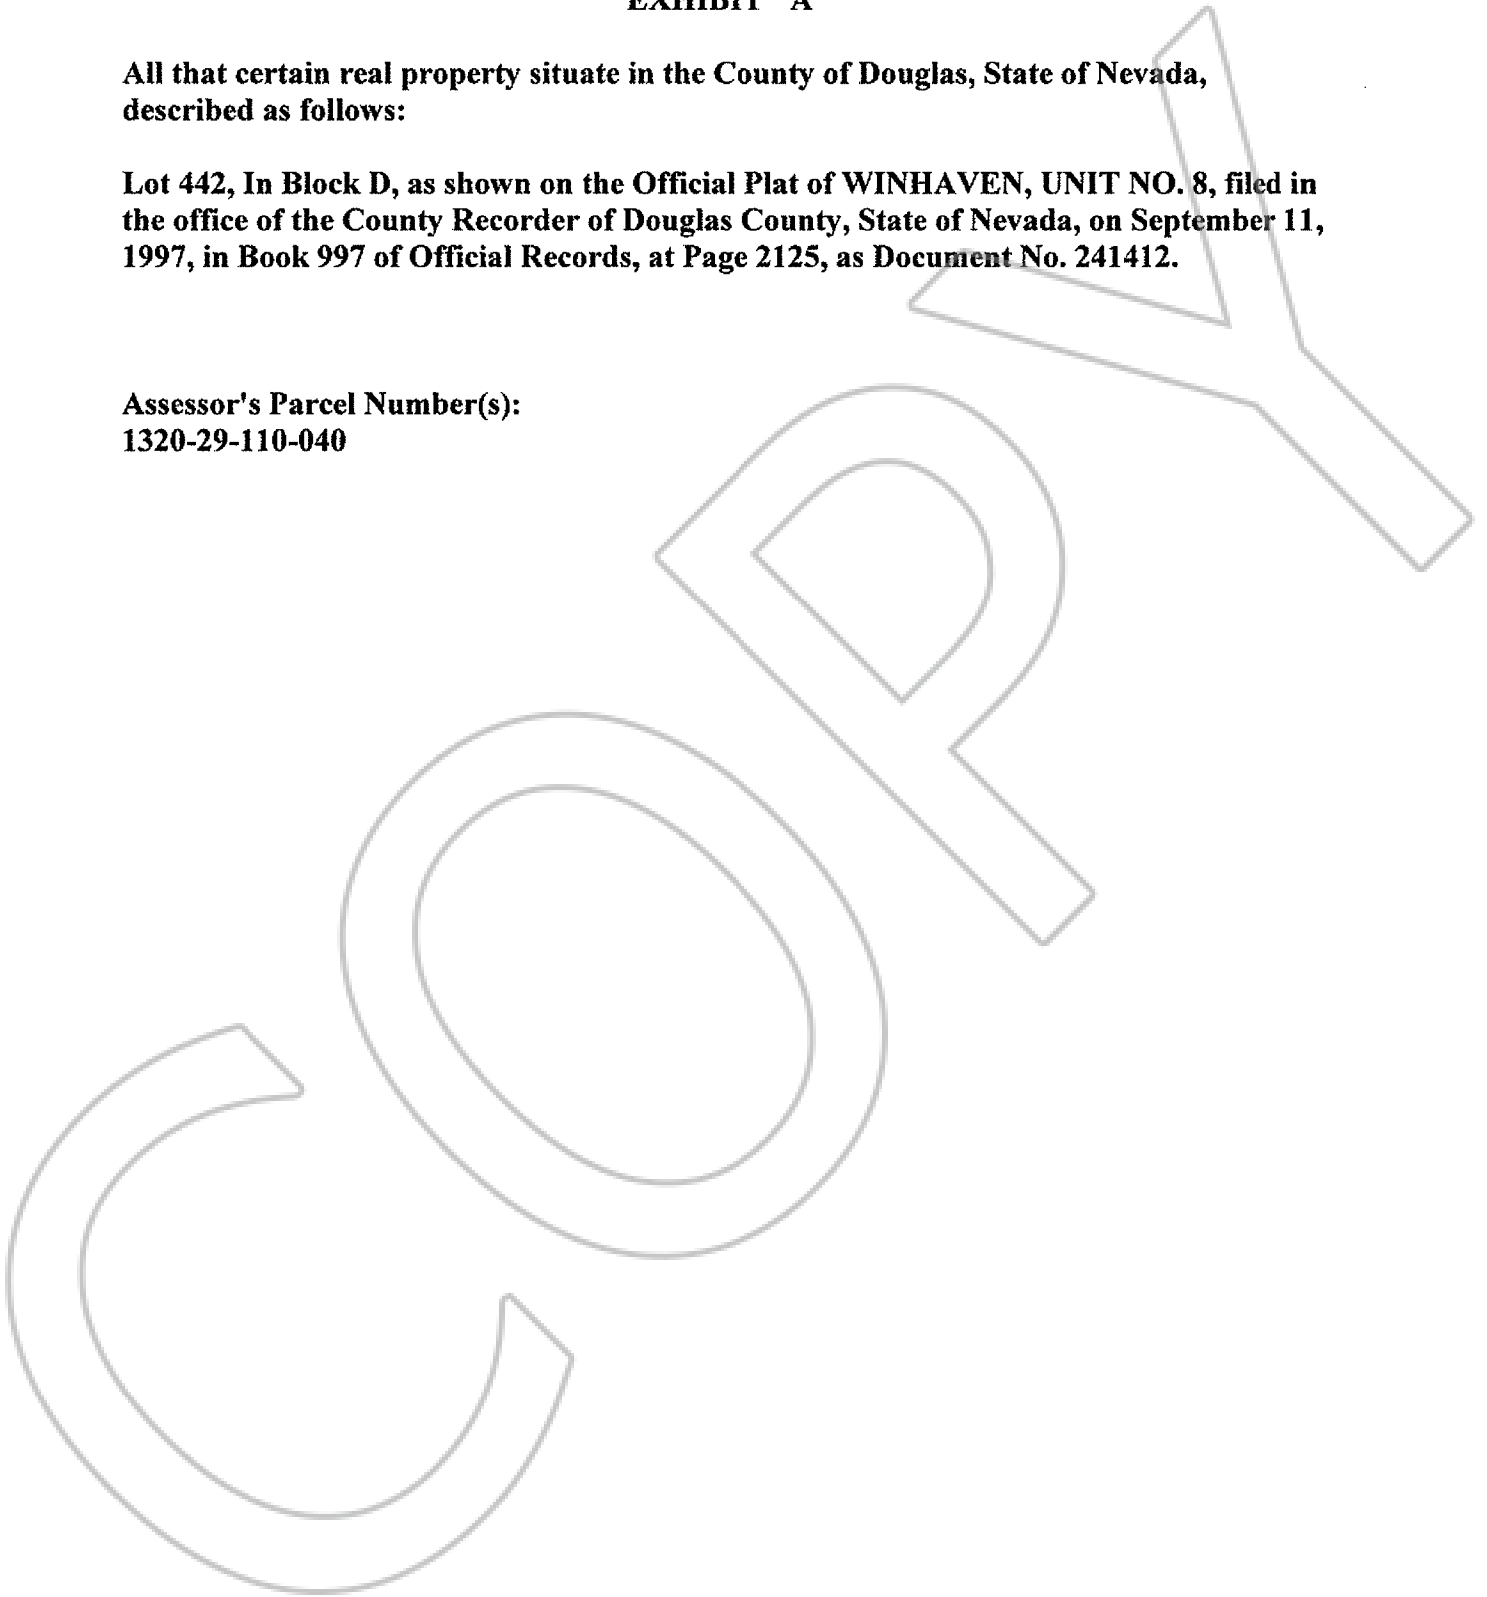 EXHIBIT "A"
All that certain real property situate in the County of Douglas, State of Nevada,
described as follows:
Lot 442, In Block D, as shown on the Official Plat of WINHAVEN, UNIT NO. 8, filed in
the office of the County Recorder of Douglas County, State of Nevada, on September 11,
1997, in Book 997 of Official Records, at Page 2125, as Document No. 241412.
Assessor's Parcel Number(s):
1320-29-110-040
COPY